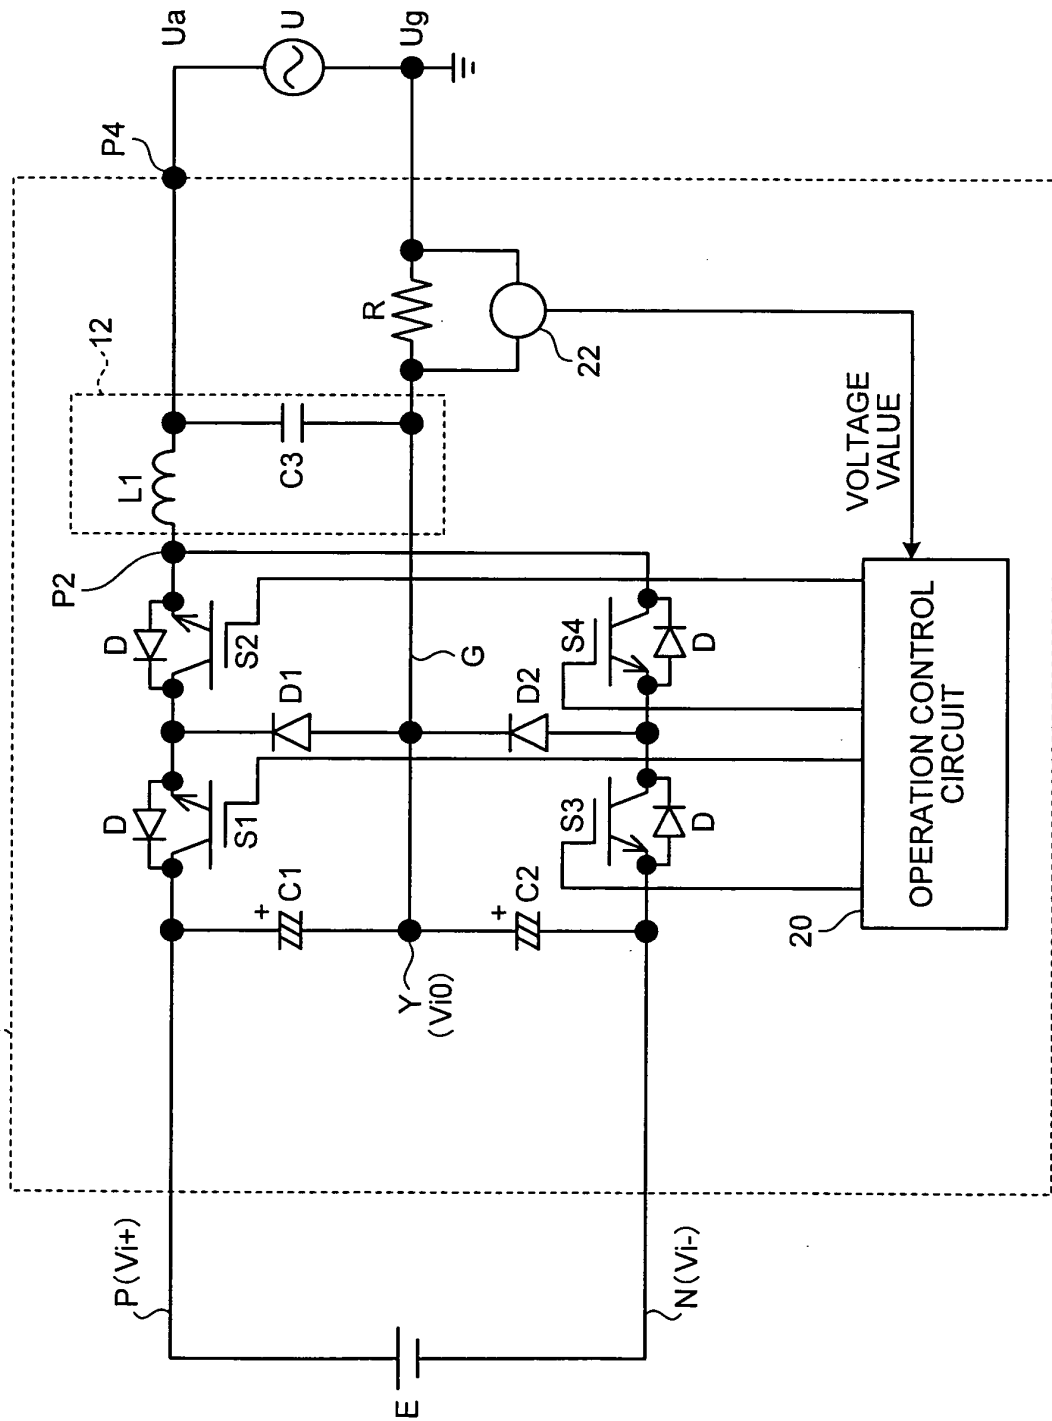 E
P(Vi+)
N(Vi-)
Y
(Vi0)
C1
C2
D
S1
D
S2
D1
D2
S3
D
S4
D
P2
G
L1
C3
12
R
22
P4
Ua
U
Ug
VOLTAGE
VALUE
20
OPERATION CONTROL
CIRCUIT
+
+